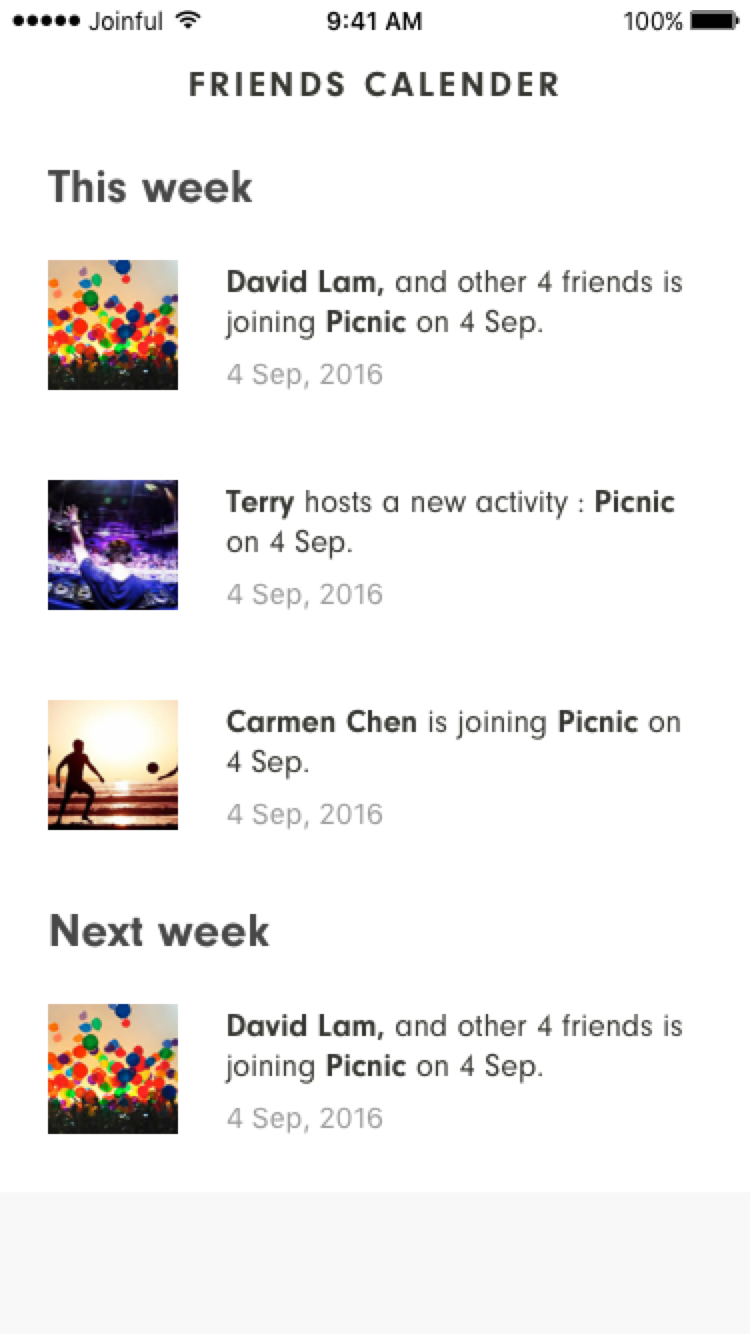 Joinful 9:41 AM 100%
FRIENDS CALENDER
This week
David Lam, and other 4 friends is
joining Picnic on 4 Sep.
4 Sep, 2016
Terry hosts a new activity : Picnic
on 4 Sep.
4 Sep, 2016
Carmen Chen is joining Picnic on
4 Sep.
4 Sep, 2016
Next week
David Lam, and other 4 friends is
joining Picnic on 4 Sep.
4 Sep, 2016